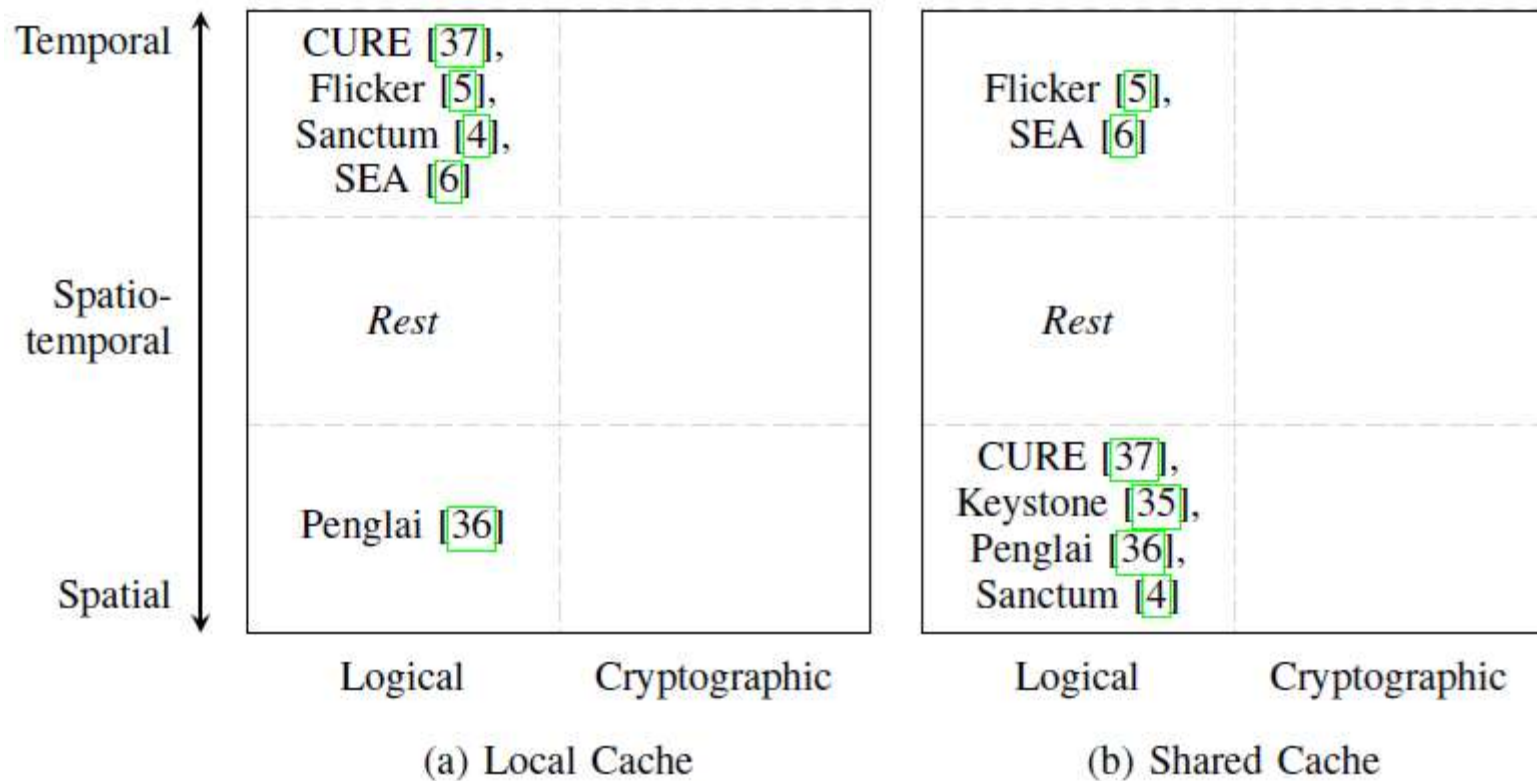 Temporal
Spatio-
temporal
Spatial
CURE [37],
Flicker [5],
Sanctum [4],
SEA [6]
Rest
Penglai [36]
Logical
Cryptographic
(a) Local Cache
Flicker [5],
SEA [6]
Rest
CURE [37],
Keystone [35],
Penglai [36],
Sanctum [4]
Logical
Cryptographic
(b) Shared Cache